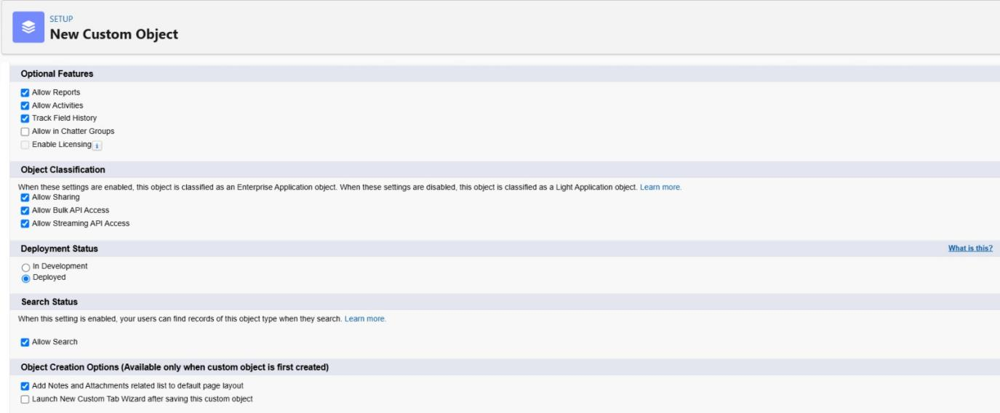 SETUP
New Custom Object
Optional Features
Allow Reports
Allow Activities
Track Field History
Allow in Chatter Groups
Enable Licensing i
Object Classification
When these settings are enabled, this object is classified as an Enterprise Application object. When these settings are disabled, this object is classified as a Light Application object. Learn more.
Allow Sharing
Allow Bulk API Access
Allow Streaming API Access
Deployment Status What is this?
In Development
Deployed
Search Status
When this setting is enabled, your users can find records of this object type when they search. Learn more.
Allow Search
Object Creation Options (Available only when custom object is first created)
Add Notes and Attachments related list to default page layout
Launch New Custom Tab Wizard after saving this custom object